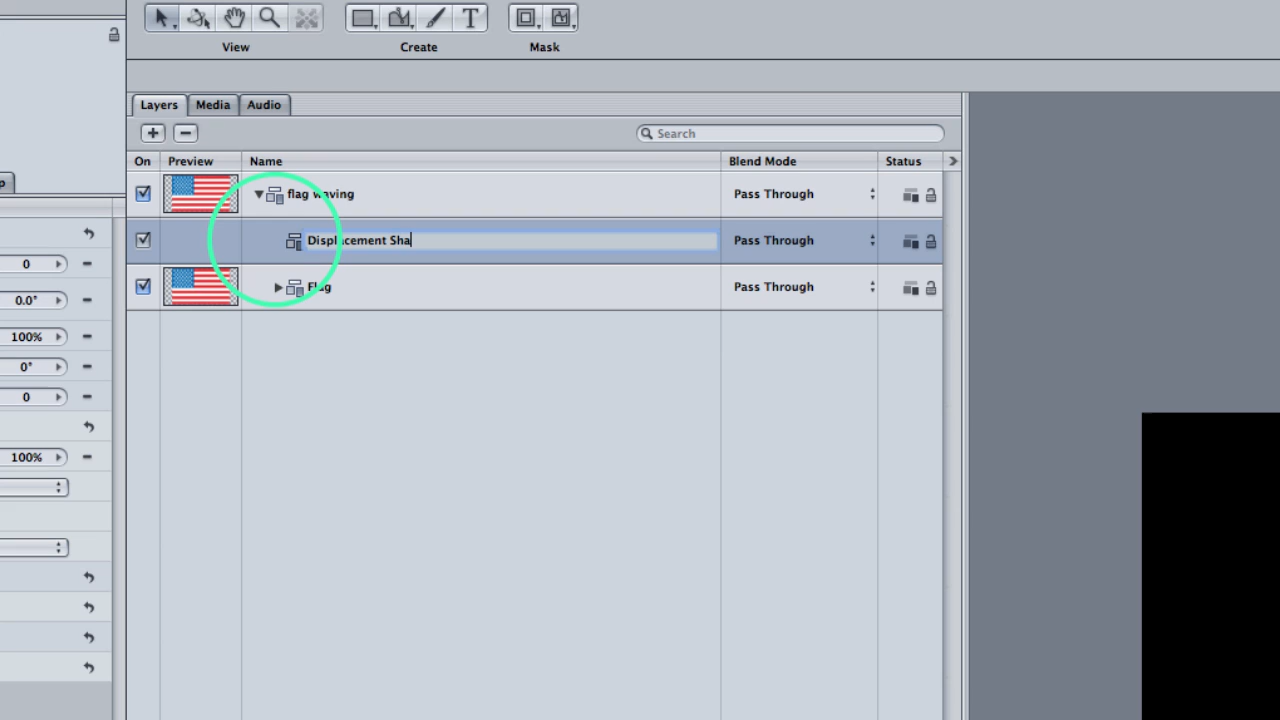 View Create Mask
Layers Media Audio
Search
On Preview Name Blend Mode Status
flag waving Pass Through
Displacement Sha Pass Through
Flag Pass Through
0
0.0°
100%
0°
0
100%